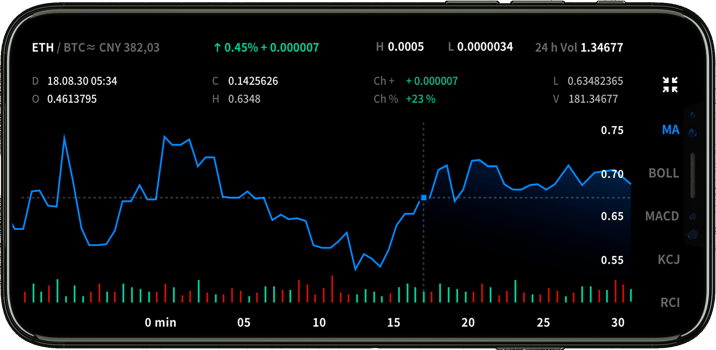 ETH / BTC≈ CNY 382,03 ↑ 0.45% + 0.000007 H 0.0005 L 0.0000034 24 h Vol 1.34677
D 18.08.30 05:34 C 0.1425626 Ch + + 0.000007 L 0.63482365
O 0.4613795 H 0.6348 Ch % +23 % V 181.34677
0.75 MA
0.70 BOLL
0.65 MACD
0.55 KCJ
RCI
0 min 05 10 15 20 25 30